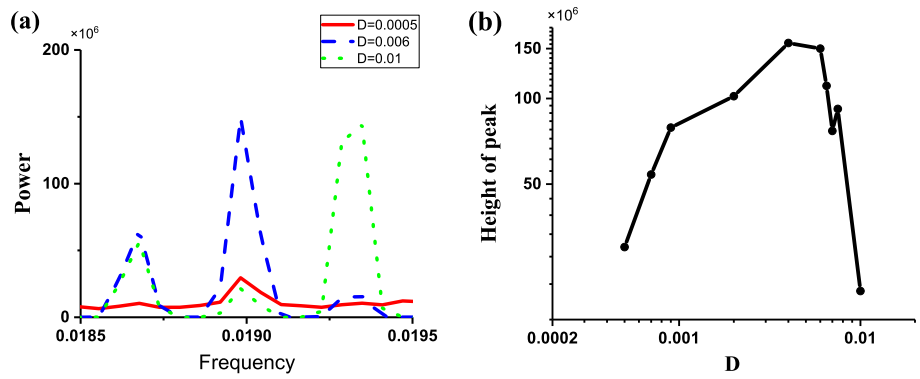 (a)
×10⁶
200
100
0
Power
D=0.0005
D=0.006
D=0.01
0.0185
0.0190
0.0195
Frequency
(b)
×10⁶
150
100
50
Height of peak
0.0002
0.001
0.01
D